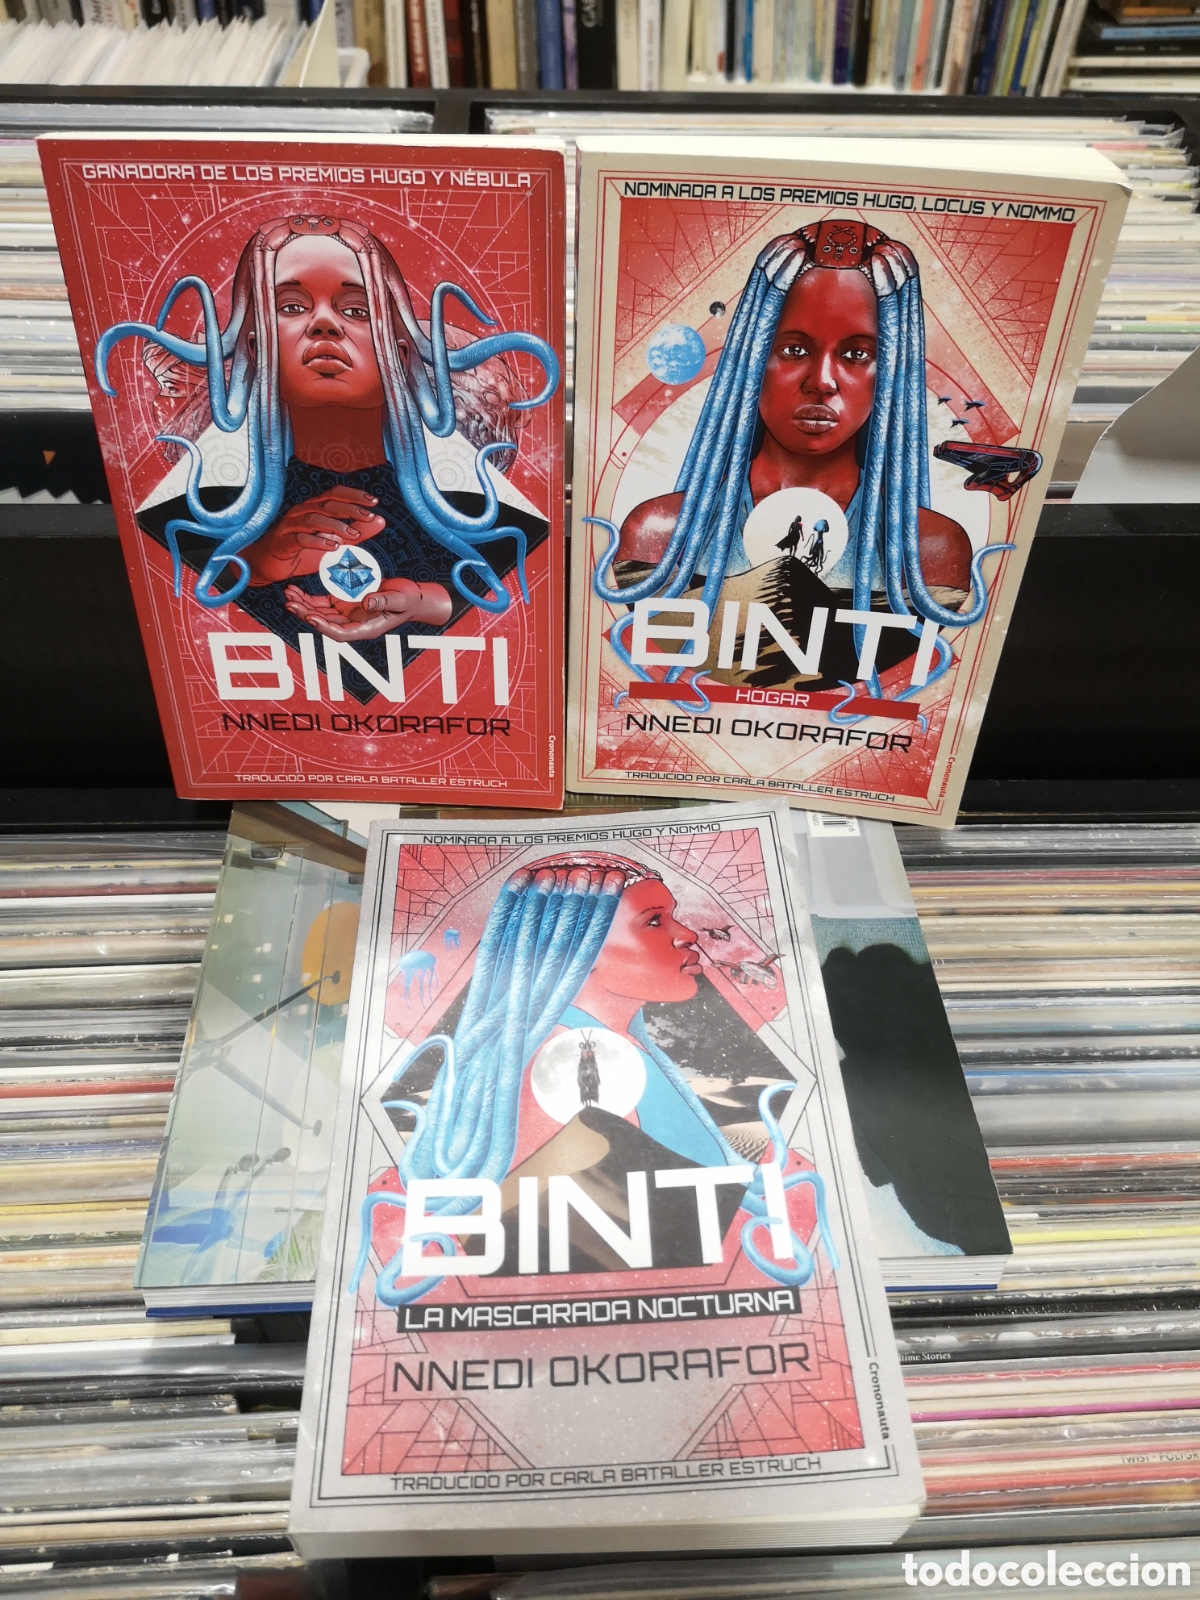 GANADORA DE LOS PREMIOS HUGO Y NÉBULA
BINTI
NNEDI OKORAFOR
TRADUCIDO POR CARLA BATALLER ESTRUCH
Crononauta
NOMINADA A LOS PREMIOS HUGO, LOCUS Y NOMMO
BINTI
HOGAR
NNEDI OKORAFOR
TRADUCIDO POR CARLA BATALLER ESTRUCH
Crononauta
NOMINADA A LOS PREMIOS HUGO Y NOMMO
BINTI
LA MASCARADA NOCTURNA
NNEDI OKORAFOR
TRADUCIDO POR CARLA BATALLER ESTRUCH
Crononauta
Stories
TWIST
todocoleccion